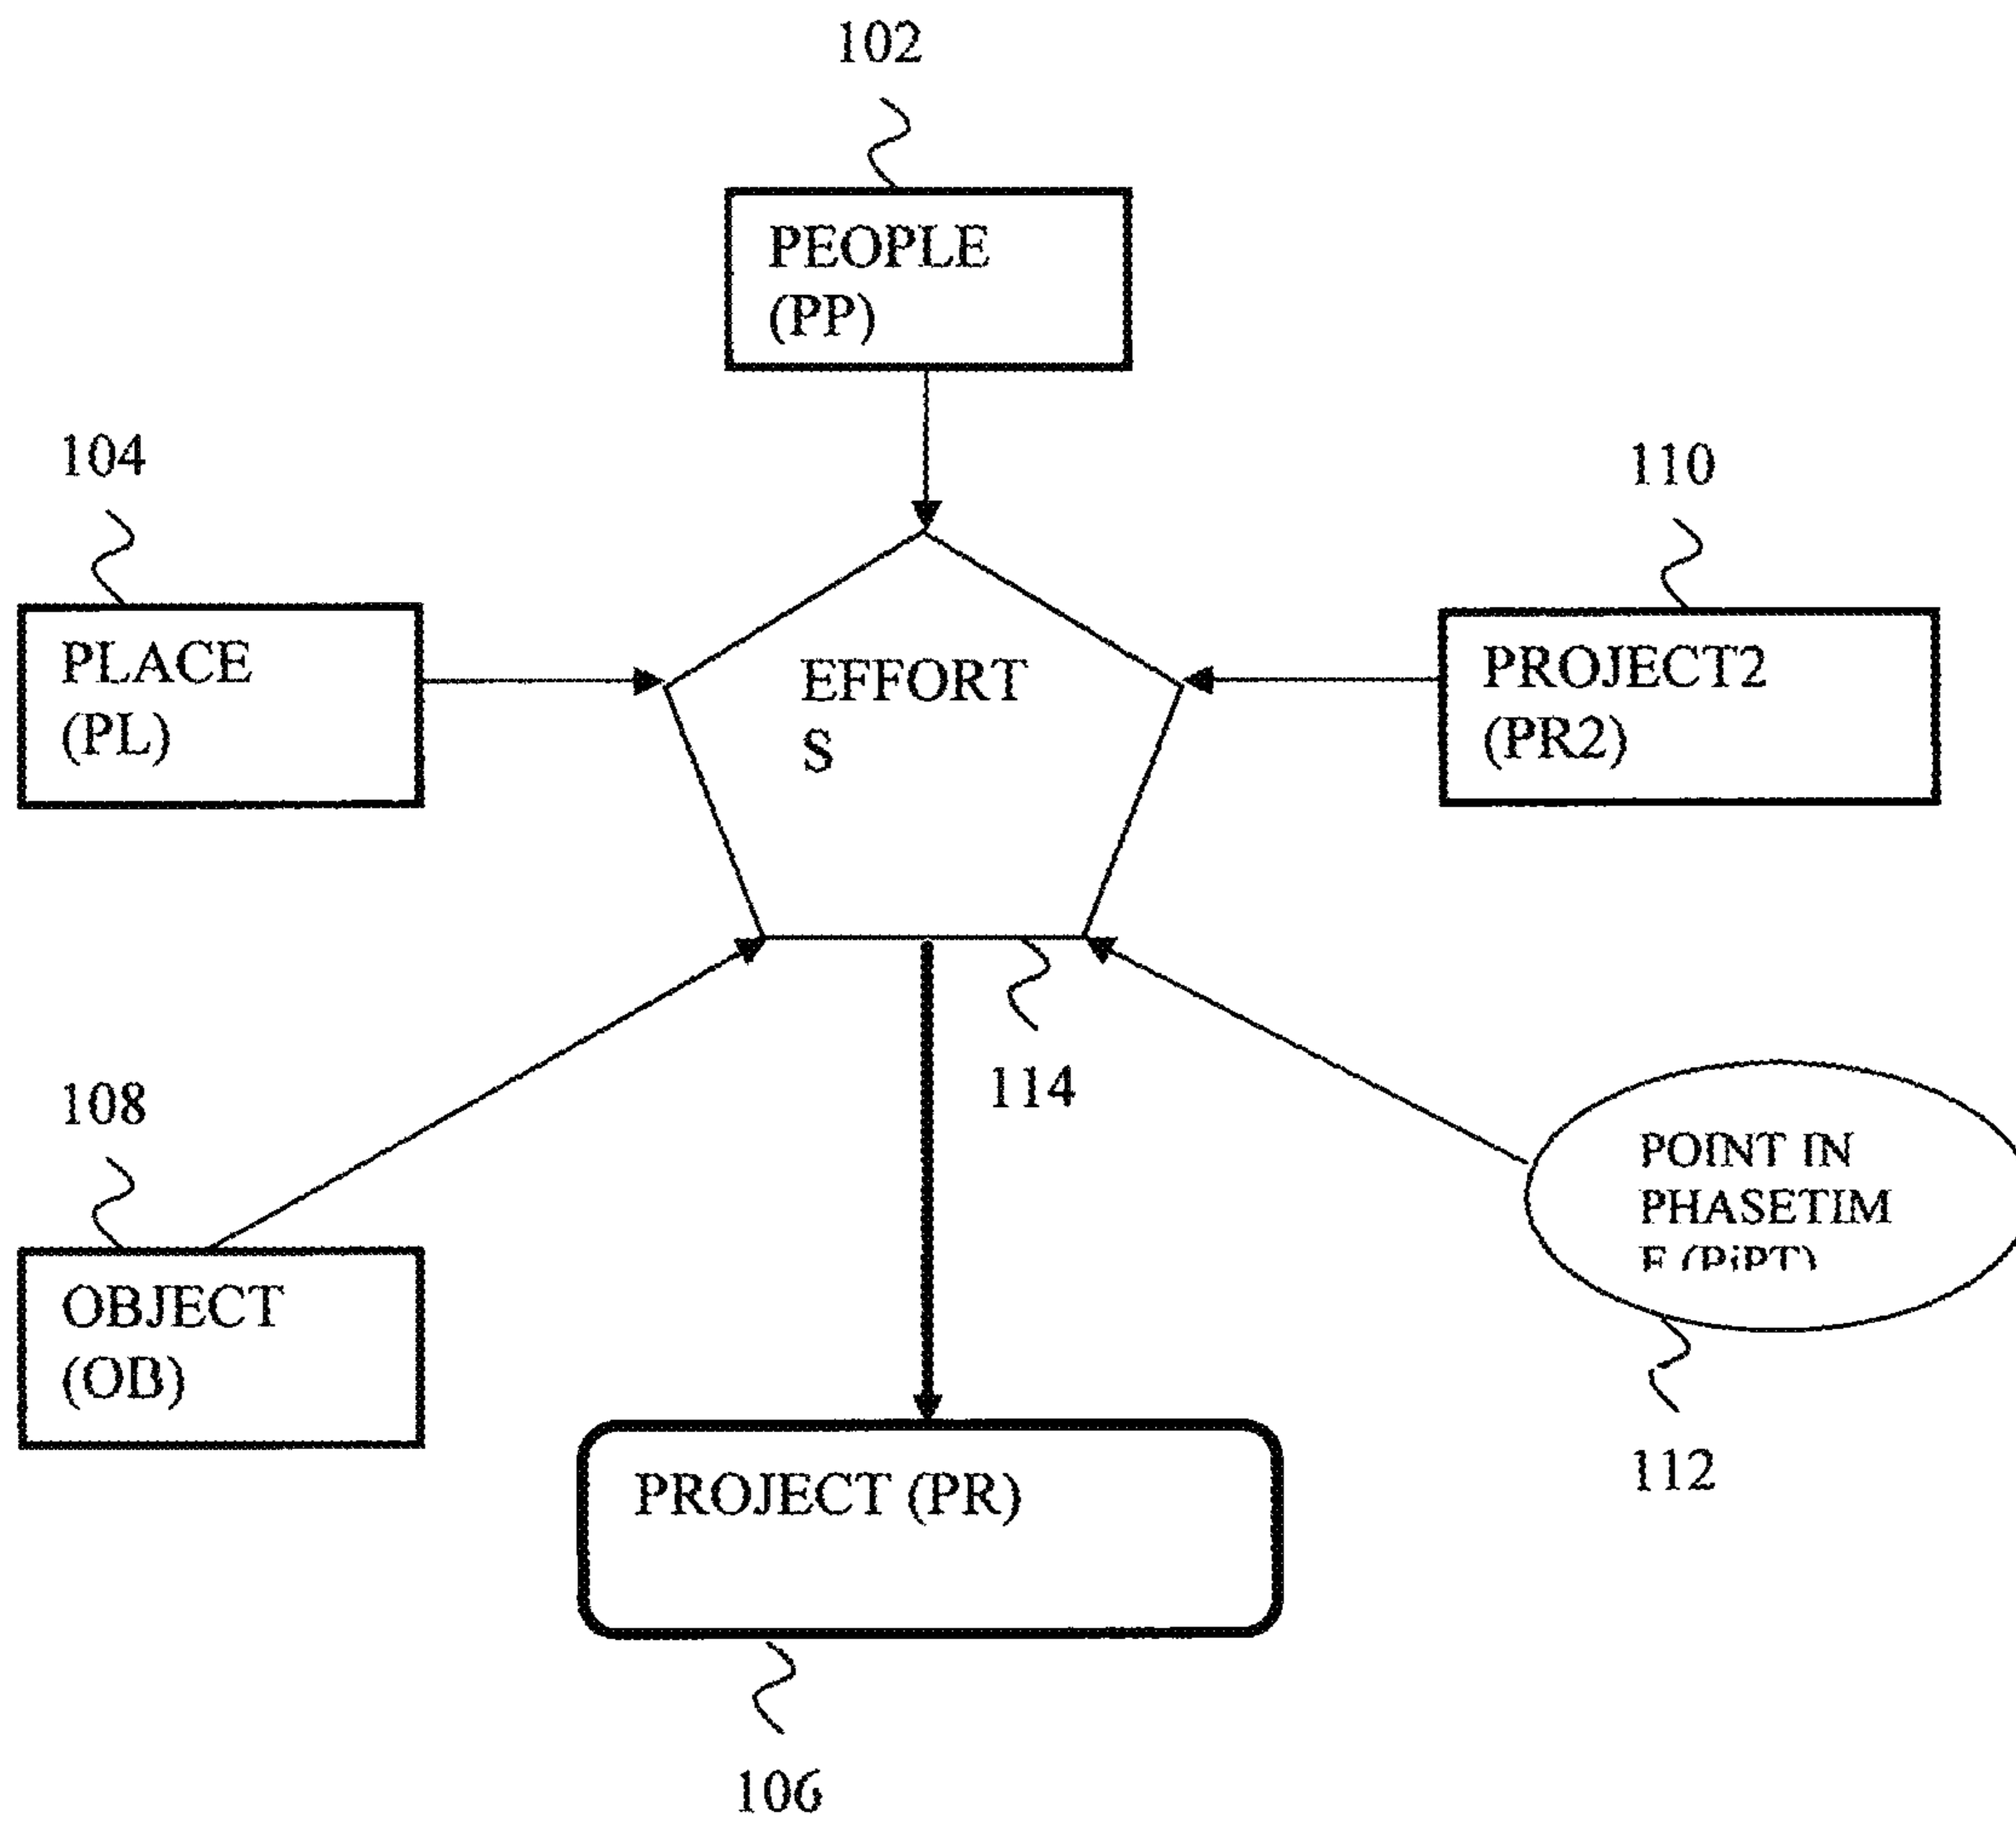 102
PEOPLE
(PP)
104
110
PLACE
(PL)
EFFORT
S
PROJECT2
(PR2)
114
108
POINT IN
PHASETIM
E (PiPT)
OBJECT
(OB)
112
PROJECT (PR)
106